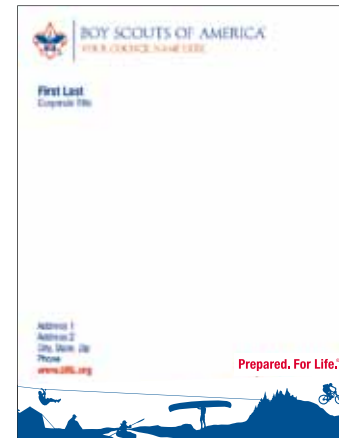 BOY SCOUTS OF AMERICA®
YOUR COUNCIL NAME HERE
First Last
Corporate Title
Address 1
Address 2
City, State, Zip
Phone
www.URL.org
Prepared. For Life.®